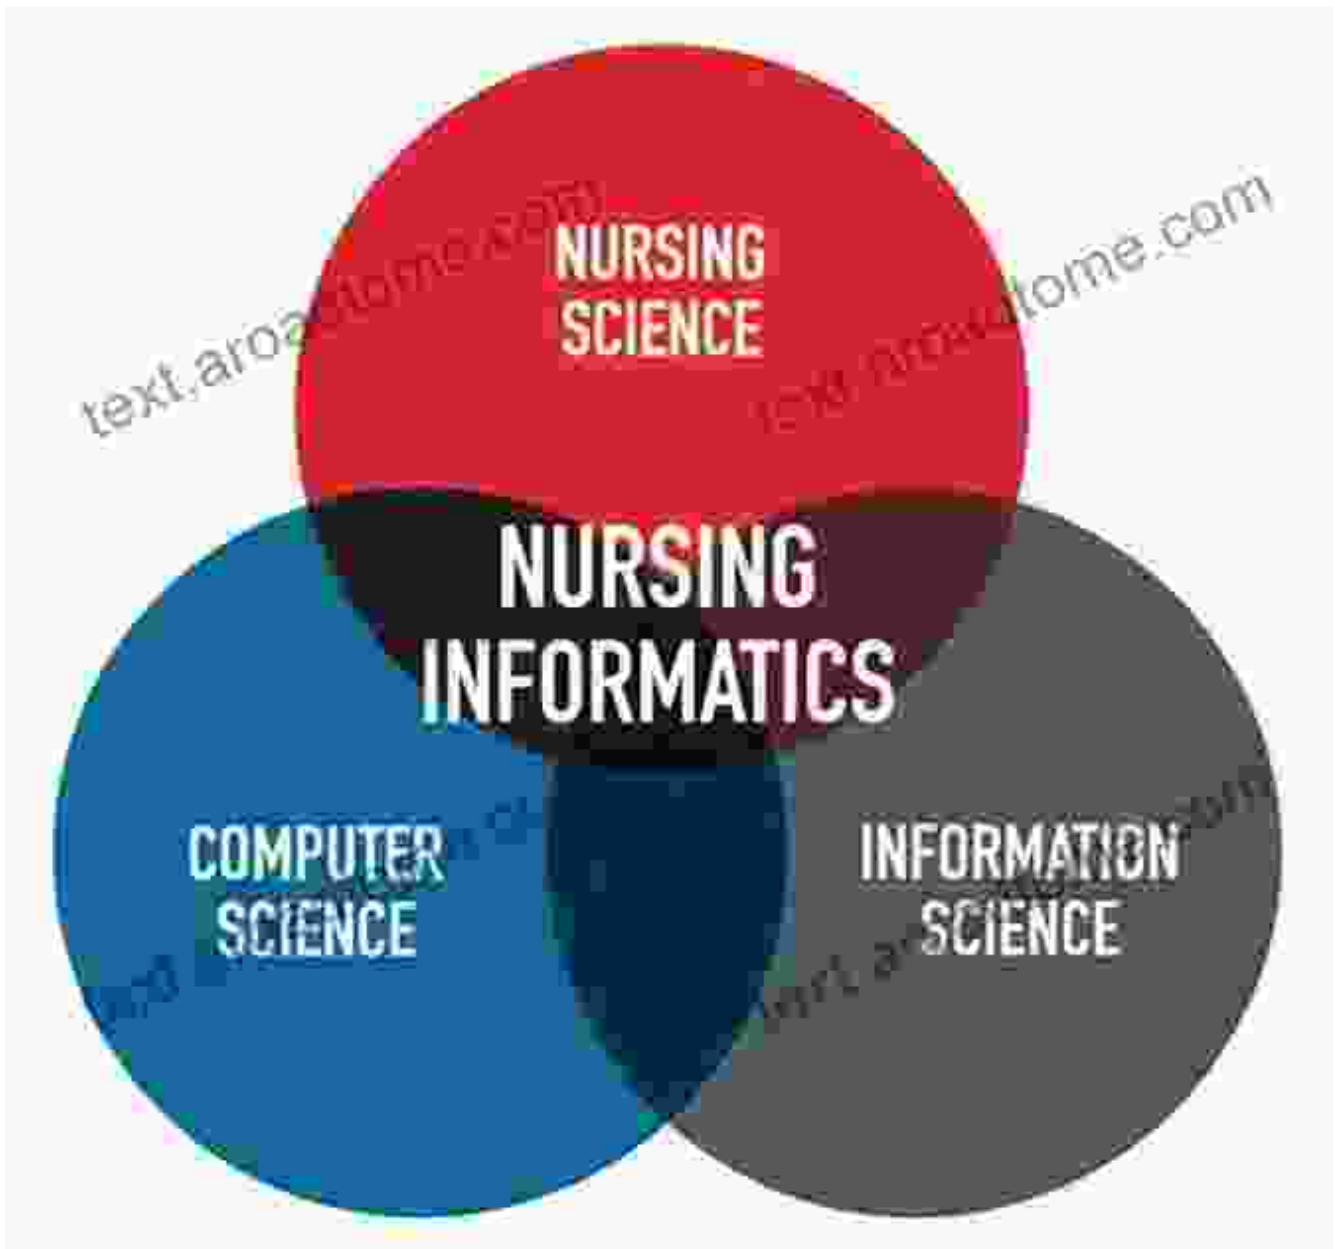 NURSING
SCIENCE
NURSING
INFORMATICS
COMPUTER
SCIENCE
INFORMATION
SCIENCE